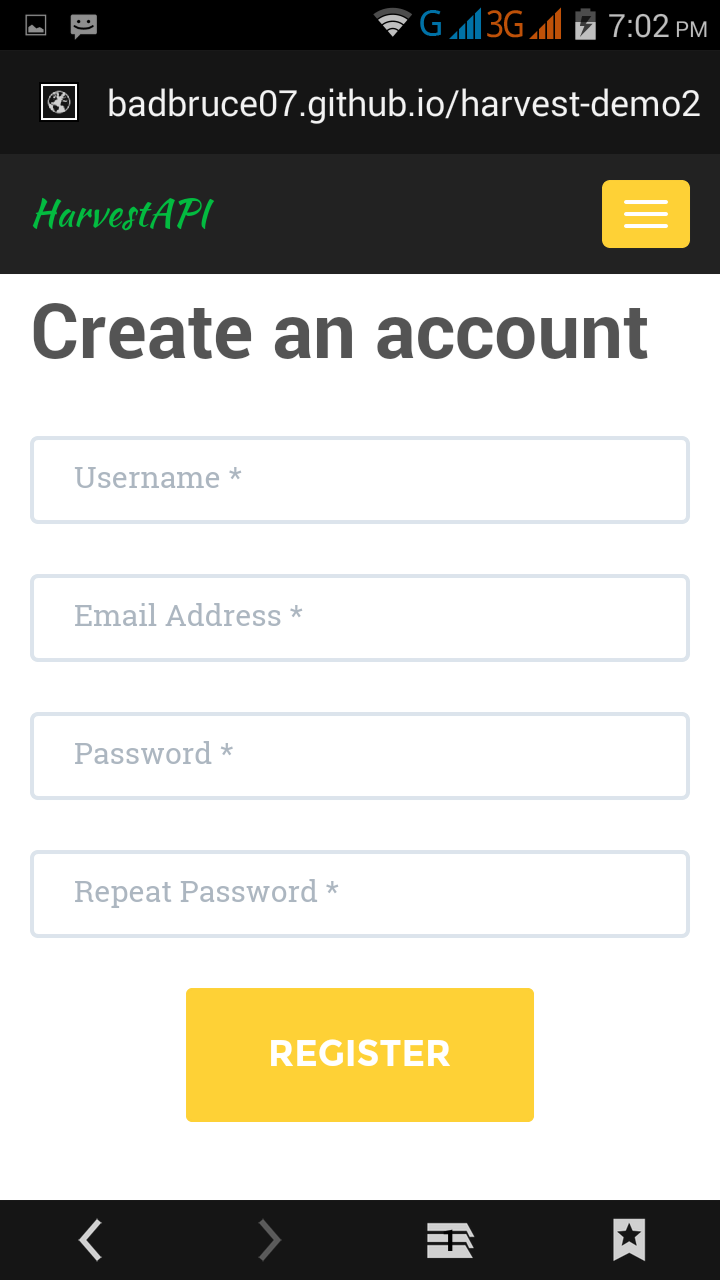 G 3G 7:02 PM
badbruce07.github.io/harvest-demo2
HarvestAPI
Create an account
Username *
Email Address *
Password *
Repeat Password *
REGISTER
1